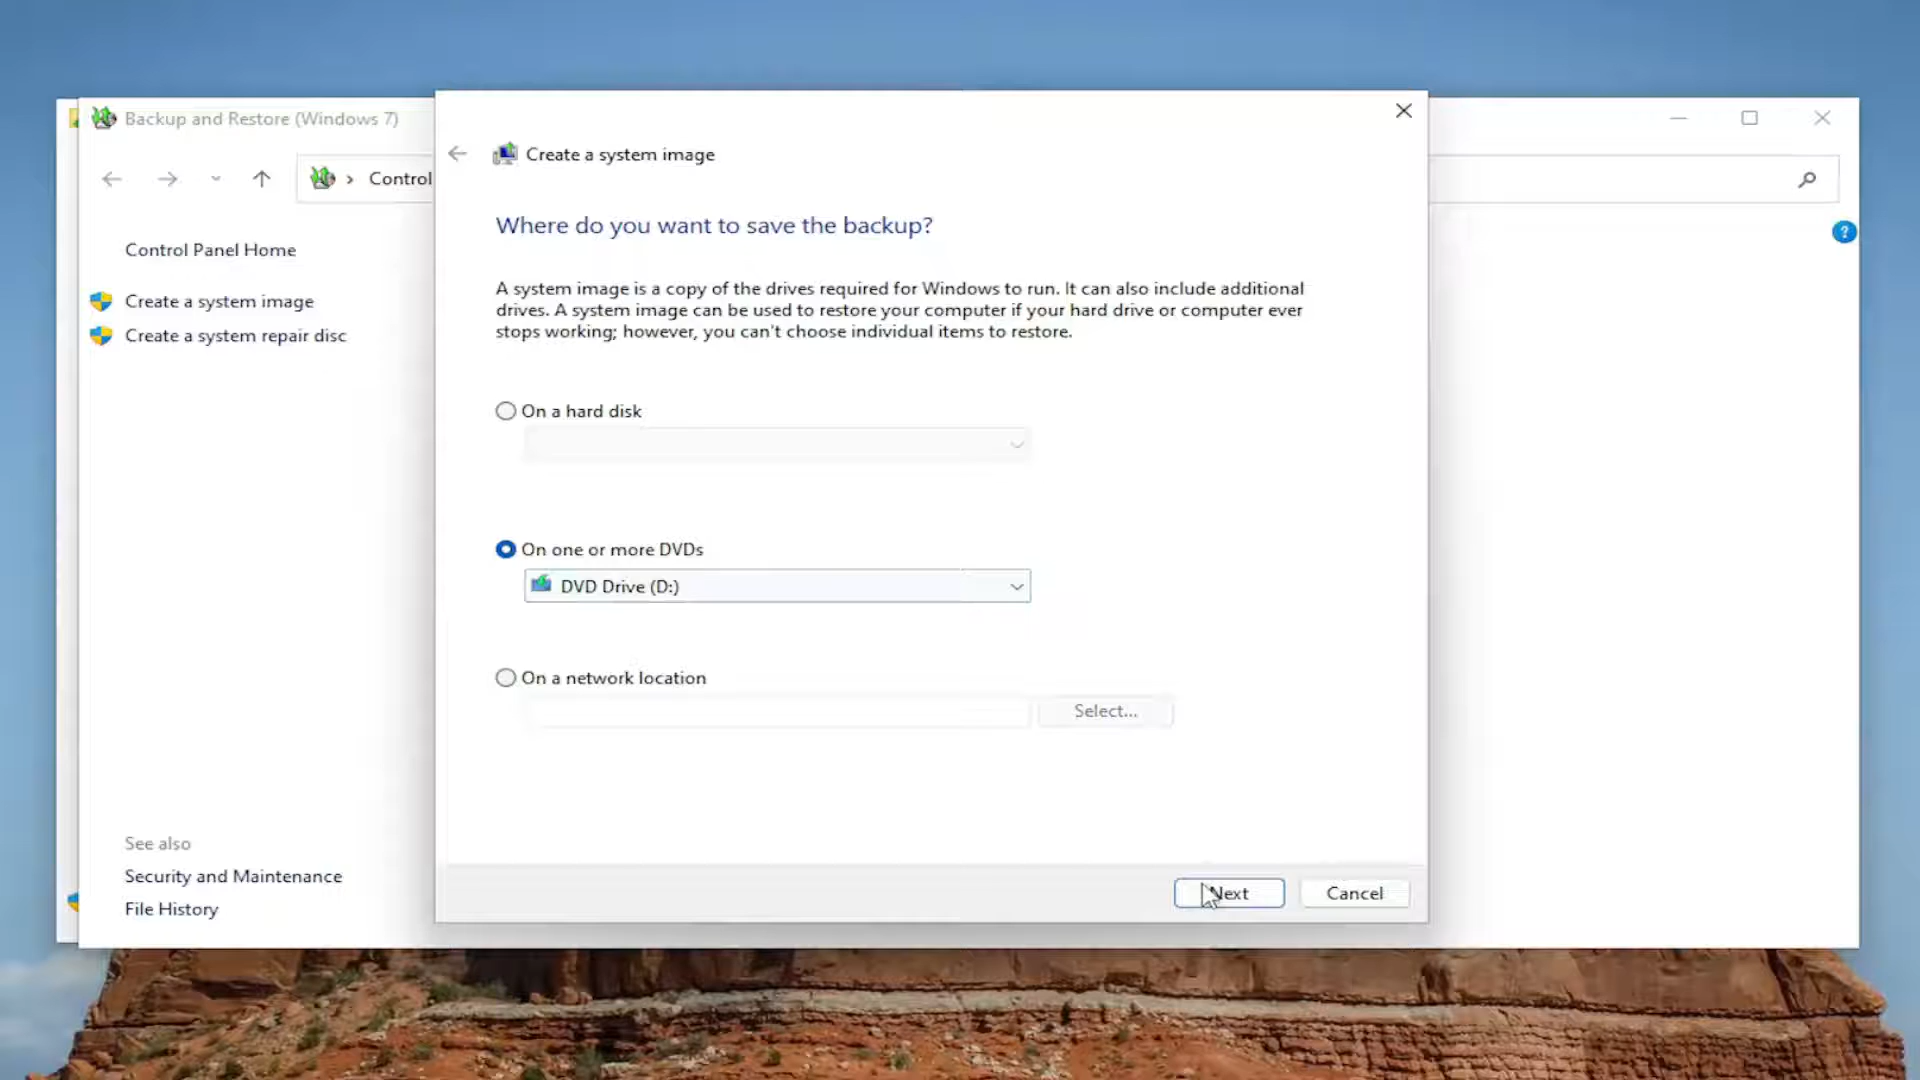 Backup and Restore (Windows 7)
Control
Control Panel Home
Create a system image
Create a system repair disc
See also
Security and Maintenance
File History
Create a system image
Where do you want to save the backup?
A system image is a copy of the drives required for Windows to run. It can also include additional
drives. A system image can be used to restore your computer if your hard drive or computer ever
stops working; however, you can't choose individual items to restore.
On a hard disk
On one or more DVDs
DVD Drive (D:)
On a network location
Select...
Next
Cancel
?